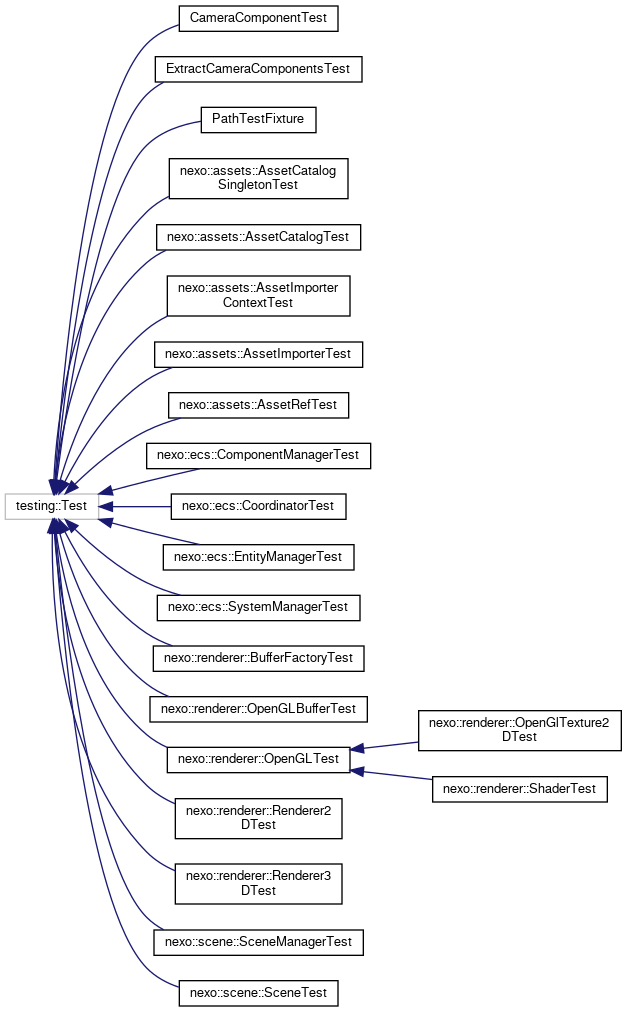 CameraComponentTest
ExtractCameraComponentsTest
PathTestFixture
nexo::assets::AssetCatalog
SingletonTest
nexo::assets::AssetCatalogTest
nexo::assets::AssetImporter
ContextTest
nexo::assets::AssetImporterTest
nexo::assets::AssetRefTest
nexo::ecs::ComponentManagerTest
testing::Test
nexo::ecs::CoordinatorTest
nexo::ecs::EntityManagerTest
nexo::ecs::SystemManagerTest
nexo::renderer::BufferFactoryTest
nexo::renderer::OpenGLBufferTest
nexo::renderer::OpenGLTest
nexo::renderer::OpenGlTexture2
DTest
nexo::renderer::ShaderTest
nexo::renderer::Renderer2
DTest
nexo::renderer::Renderer3
DTest
nexo::scene::SceneManagerTest
nexo::scene::SceneTest